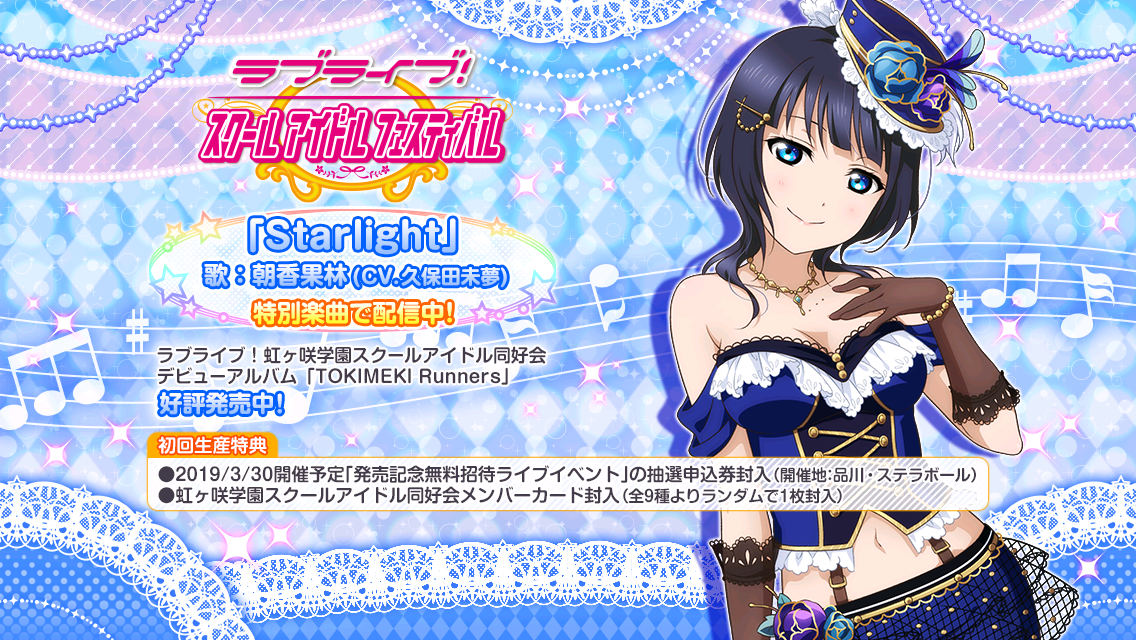 ラブライブ!
スクールアイドルフェスティバル
「Starlight」
歌：朝香果林(CV.久保田未夢)
特別楽曲で配信中!
ラブライブ！虹ヶ咲学園スクールアイドル同好会
デビューアルバム「TOKIMEKI Runners」
好評発売中!
初回生産特典
●2019/3/30開催予定「発売記念無料招待ライブイベント」の抽選申込券封入(開催地:品川・ステラボール)
●虹ヶ咲学園スクールアイドル同好会メンバーカード封入(全9種よりランダムで1枚封入)